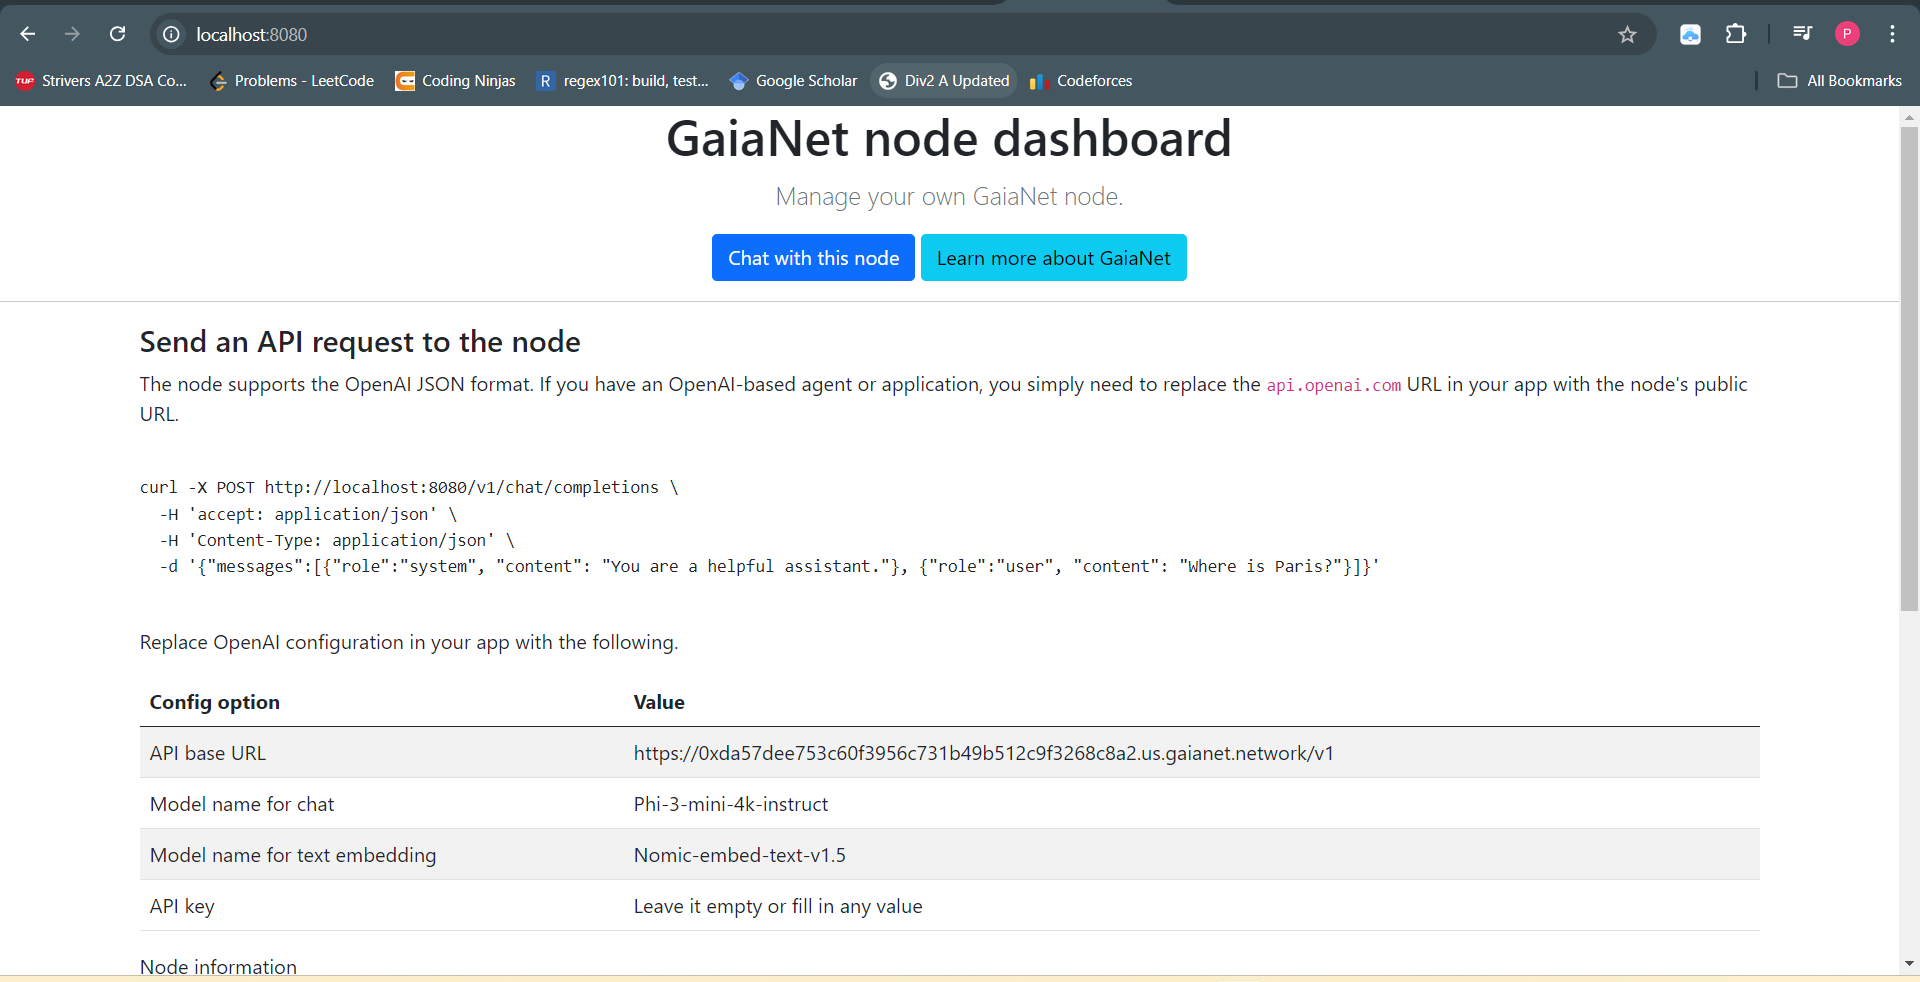 localhost:8080
P
TUF Strivers A2Z DSA Co... Problems - LeetCode Coding Ninjas R regex101: build, test... Google Scholar Div2 A Updated Codeforces All Bookmarks
GaiaNet node dashboard
Manage your own GaiaNet node.
Chat with this node Learn more about GaiaNet
Send an API request to the node
The node supports the OpenAI JSON format. If you have an OpenAI-based agent or application, you simply need to replace the api.openai.com URL in your app with the node's public
URL.
curl -X POST http://localhost:8080/v1/chat/completions \
-H 'accept: application/json' \
-H 'Content-Type: application/json' \
-d '{"messages":[{"role":"system", "content": "You are a helpful assistant."}, {"role":"user", "content": "Where is Paris?"}]}'
Replace OpenAI configuration in your app with the following.
Config option Value
API base URL https://0xda57dee753c60f3956c731b49b512c9f3268c8a2.us.gaianet.network/v1
Model name for chat Phi-3-mini-4k-instruct
Model name for text embedding Nomic-embed-text-v1.5
API key Leave it empty or fill in any value
Node information